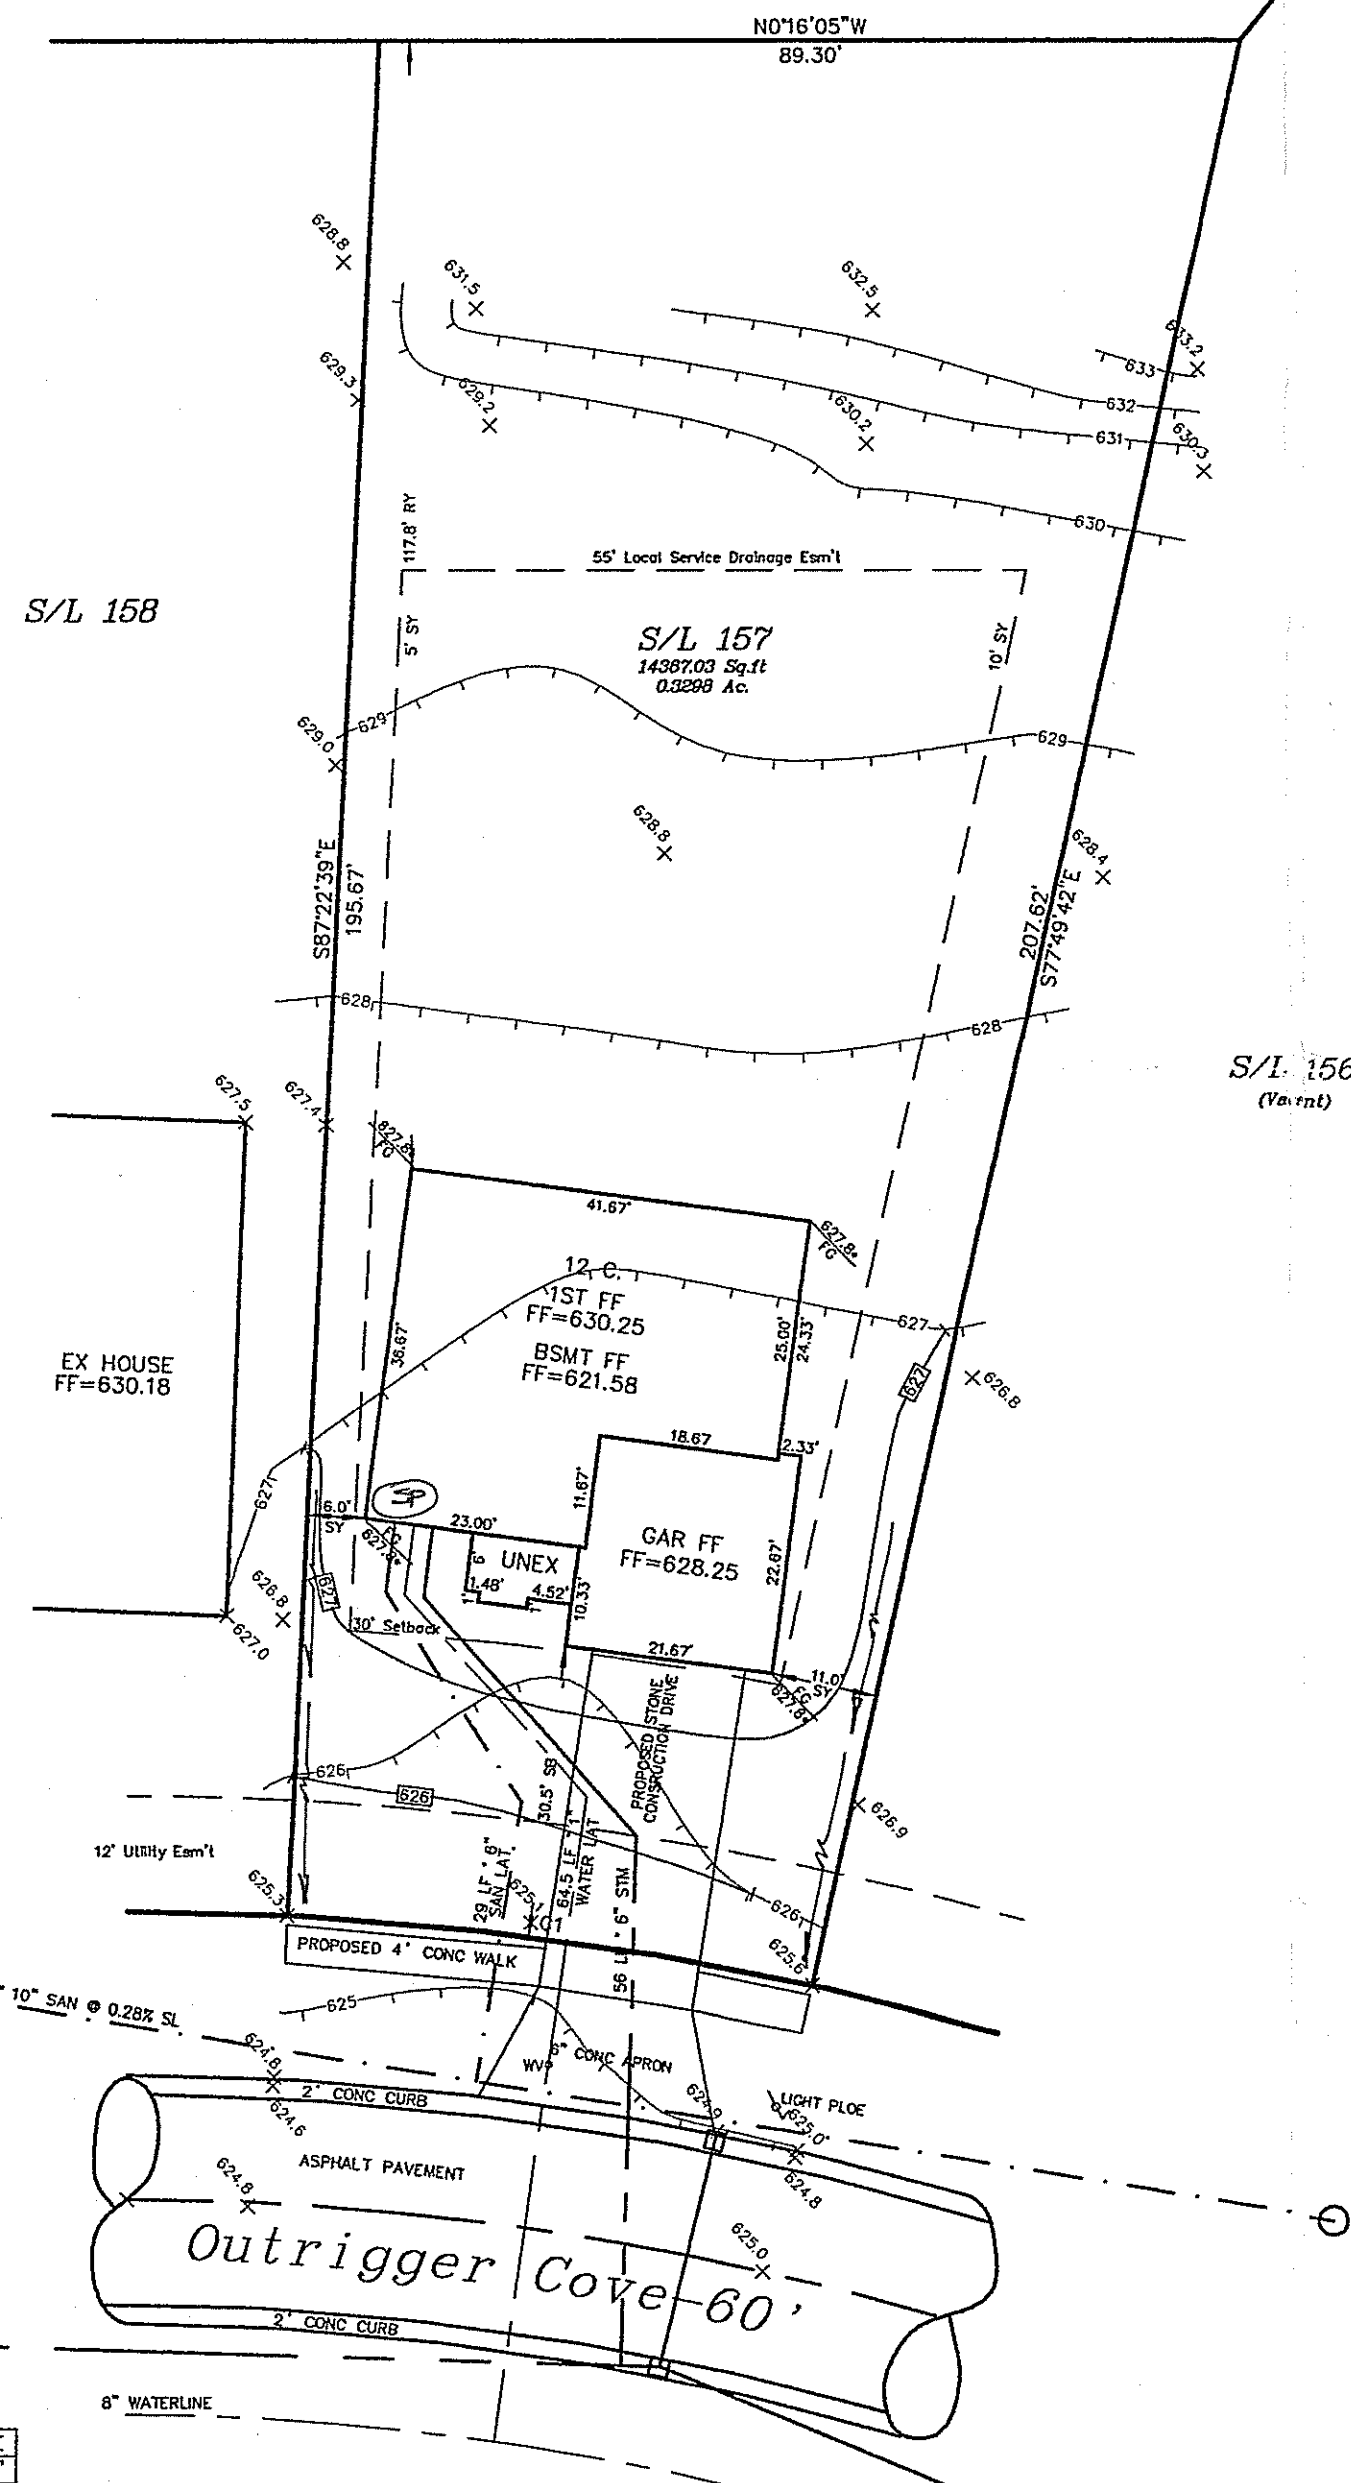 N0°16'05"W
89.30'
628.8
631.5
632.5
633.2
633
629.3
629.2
630.2
632
631
630.3
630
117.8' RY
55' Local Service Drainage Esm't
S/L 158
5' SY
S/L 157
14367.03 Sq.ft
0.3298 Ac.
10' SY
629
629.0
629
628.8
628.4
S87°22'39"E
195.67'
207.62'
S77°49'42"E
628
628
S/L 156
627.5
627.4
627.8
FG
41.67'
627.8
FG
12 C.
1ST FF
FF=630.25
BSMT FF
FF=621.58
EX HOUSE
FF=630.18
38.67'
25.00'
24.33'
627
627
626.8
18.67
2.33'
11.67'
627
6.0'
SY
23.00'
FG
627.8
6'
UNEX
GAR FF
FF=628.25
22.67'
1.48'
4.52'
1'
1'
10.33'
626.8
627
627.0
30' Setback
21.67'
11.0'
SY
FG
627.8
PROPOSED STONE
CONSRUCTION DRIVE
626
626
30.5' SB
626.9
12' Utility Esm't
29 LF * 6"
SAN LAT.
64.5 LF * 1"
WATER LAT
625.3
625.1
C1
56 LF * 6" STM
626
PROPOSED 4' CONC WALK
625.6
10" SAN @ 0.28% SL
625
624.8
WVP
6" CONC APRON
624.9
LIGHT PLOE
2' CONC CURB
624.6
625.0
ASPHALT PAVEMENT
624.8
624.8
625.0
Outrigger Cove-60'
2' CONC CURB
8" WATERLINE